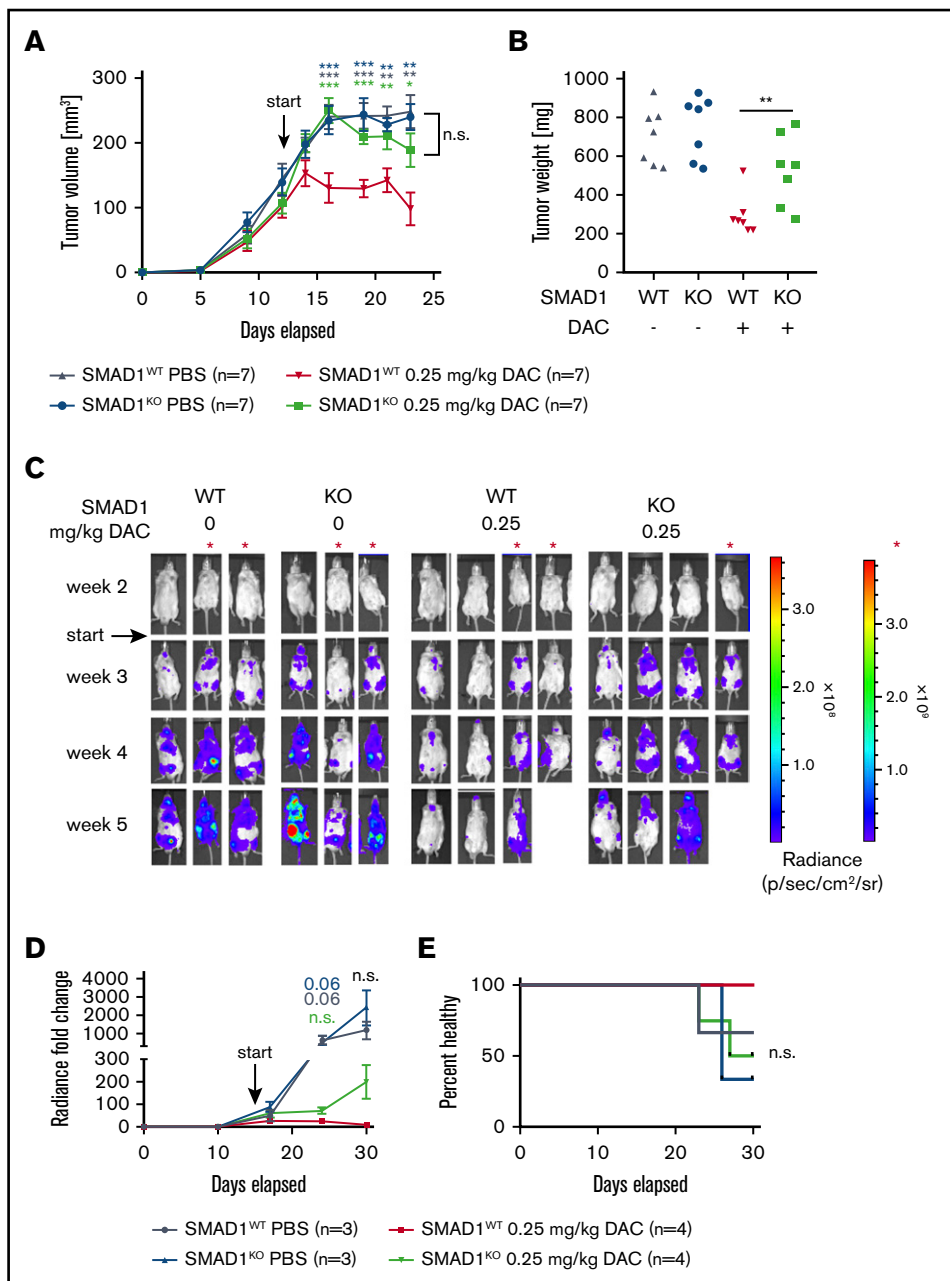 A
Tumor volume [mm³]
300
200
100
0
start
***
***
***
***
***
***
**
**
**
**
**
*
n.s.
0 5 10 15 20 25
Days elapsed
B
Tumor weight [mg]
1000
800
600
400
200
0
**
SMAD1 WT KO WT KO
DAC - - + +
SMAD1ᵂᵀ PBS (n=7)
SMAD1ᴷᴼ PBS (n=7)
SMAD1ᵂᵀ 0.25 mg/kg DAC (n=7)
SMAD1ᴷᴼ 0.25 mg/kg DAC (n=7)
C
SMAD1 WT KO WT KO
mg/kg DAC 0 0 0.25 0.25
* * * * * * * *
week 2
start
week 3
week 4
week 5
3.0
2.0
1.0
×10⁸
3.0
2.0
1.0
×10⁹
Radiance
(p/sec/cm²/sr)
D
Radiance fold change
4000
3000
2000
1000
300
200
100
0
start
0.06
0.06
n.s.
n.s.
0 10 20 30
Days elapsed
E
Percent healthy
100
50
0
n.s.
0 10 20 30
Days elapsed
SMAD1ᵂᵀ PBS (n=3)
SMAD1ᴷᴼ PBS (n=3)
SMAD1ᵂᵀ 0.25 mg/kg DAC (n=4)
SMAD1ᴷᴼ 0.25 mg/kg DAC (n=4)